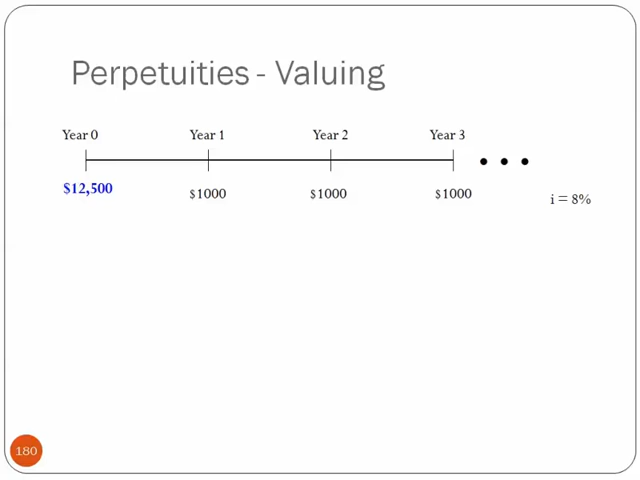 Perpetuities - Valuing
Year 0 Year 1 Year 2 Year 3
$12,500 $1000 $1000 $1000 i = 8%
180